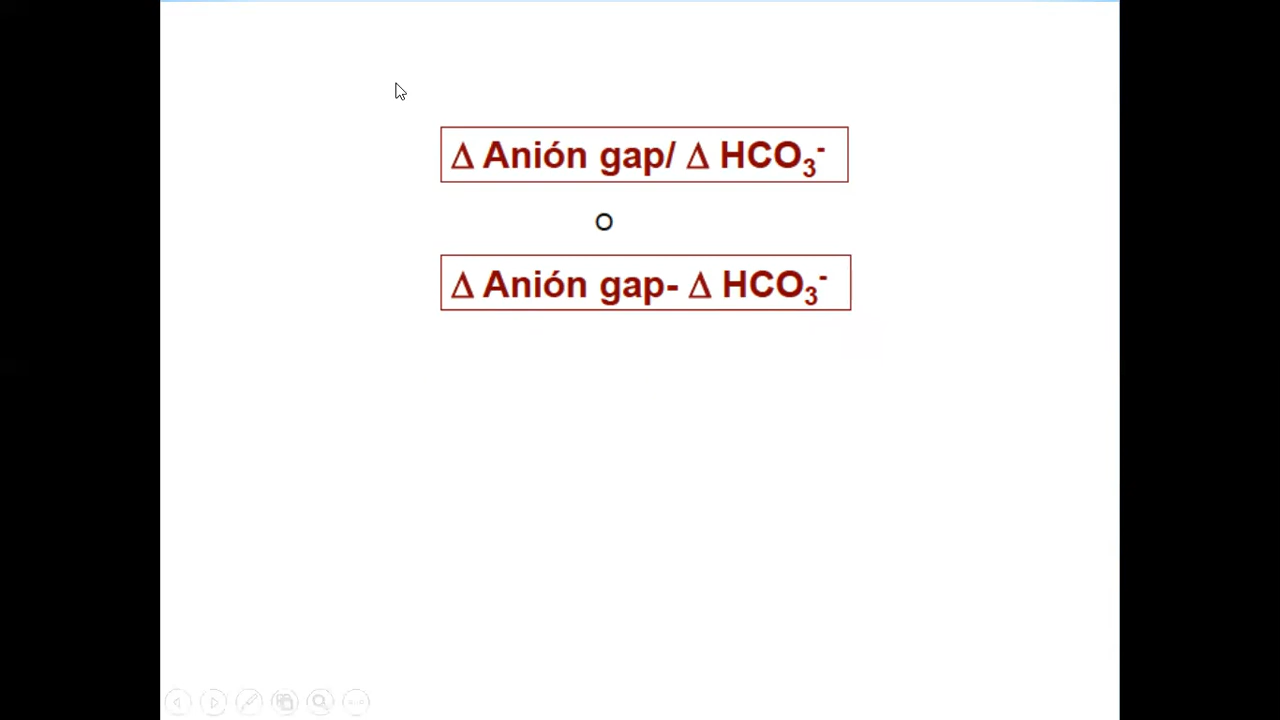 Δ Anión gap/ Δ HCO₃⁻
O
Δ Anión gap- Δ HCO₃⁻